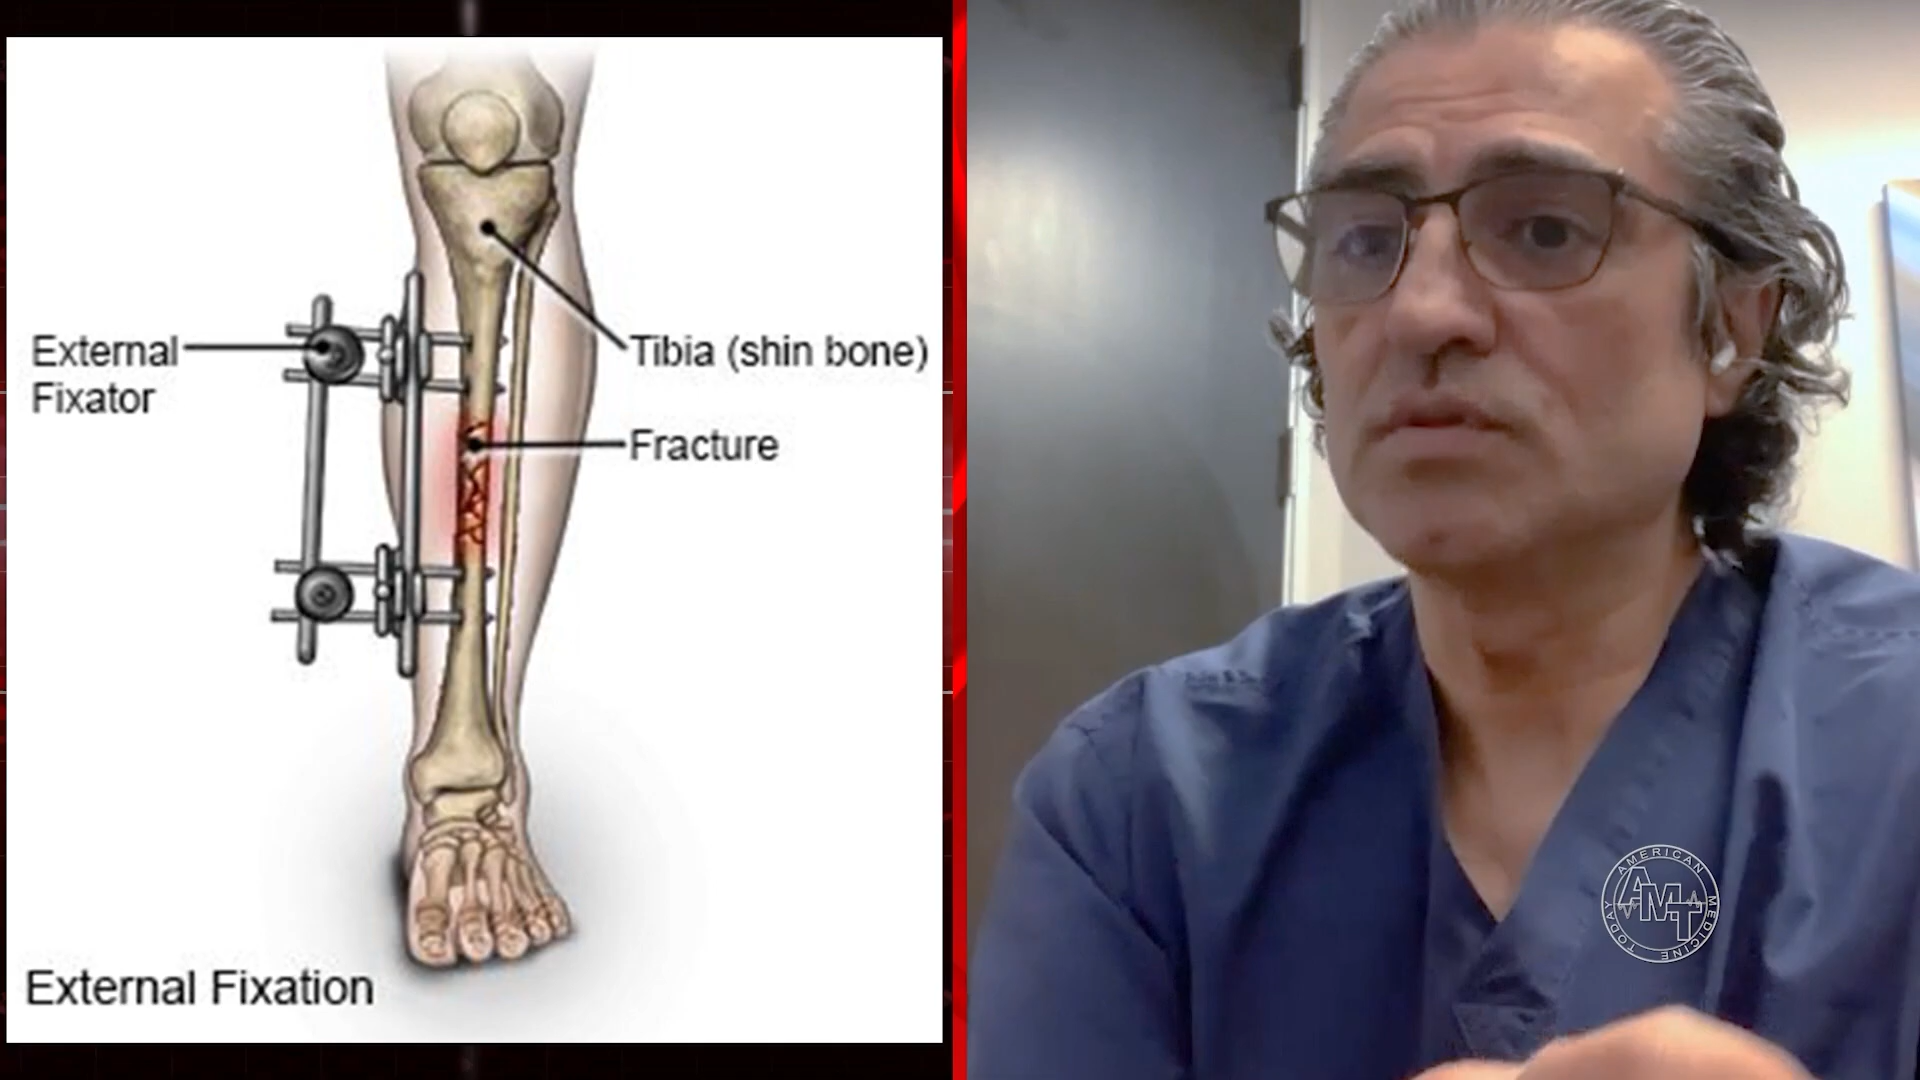 External
Fixator
Tibia (shin bone)
Fracture
External Fixation
AMERICAN
MEDICINE
TODAY
AMT